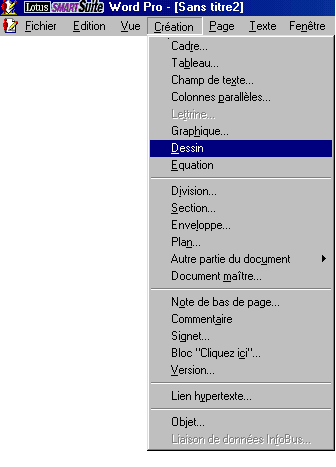 Lotus SMARTSuite Word Pro - [Sans titre2]
Fichier Edition Vue Création Page Texte Fenêtre
Cadre...
Tableau...
Champ de texte...
Colonnes parallèles...
Lettrine...
Graphique...
Dessin
Equation
Division...
Section...
Enveloppe...
Plan...
Autre partie du document
Document maître...
Note de bas de page...
Commentaire
Signet...
Bloc "Cliquez ici"...
Version...
Lien hypertexte...
Objet...
Liaison de données InfoBus...